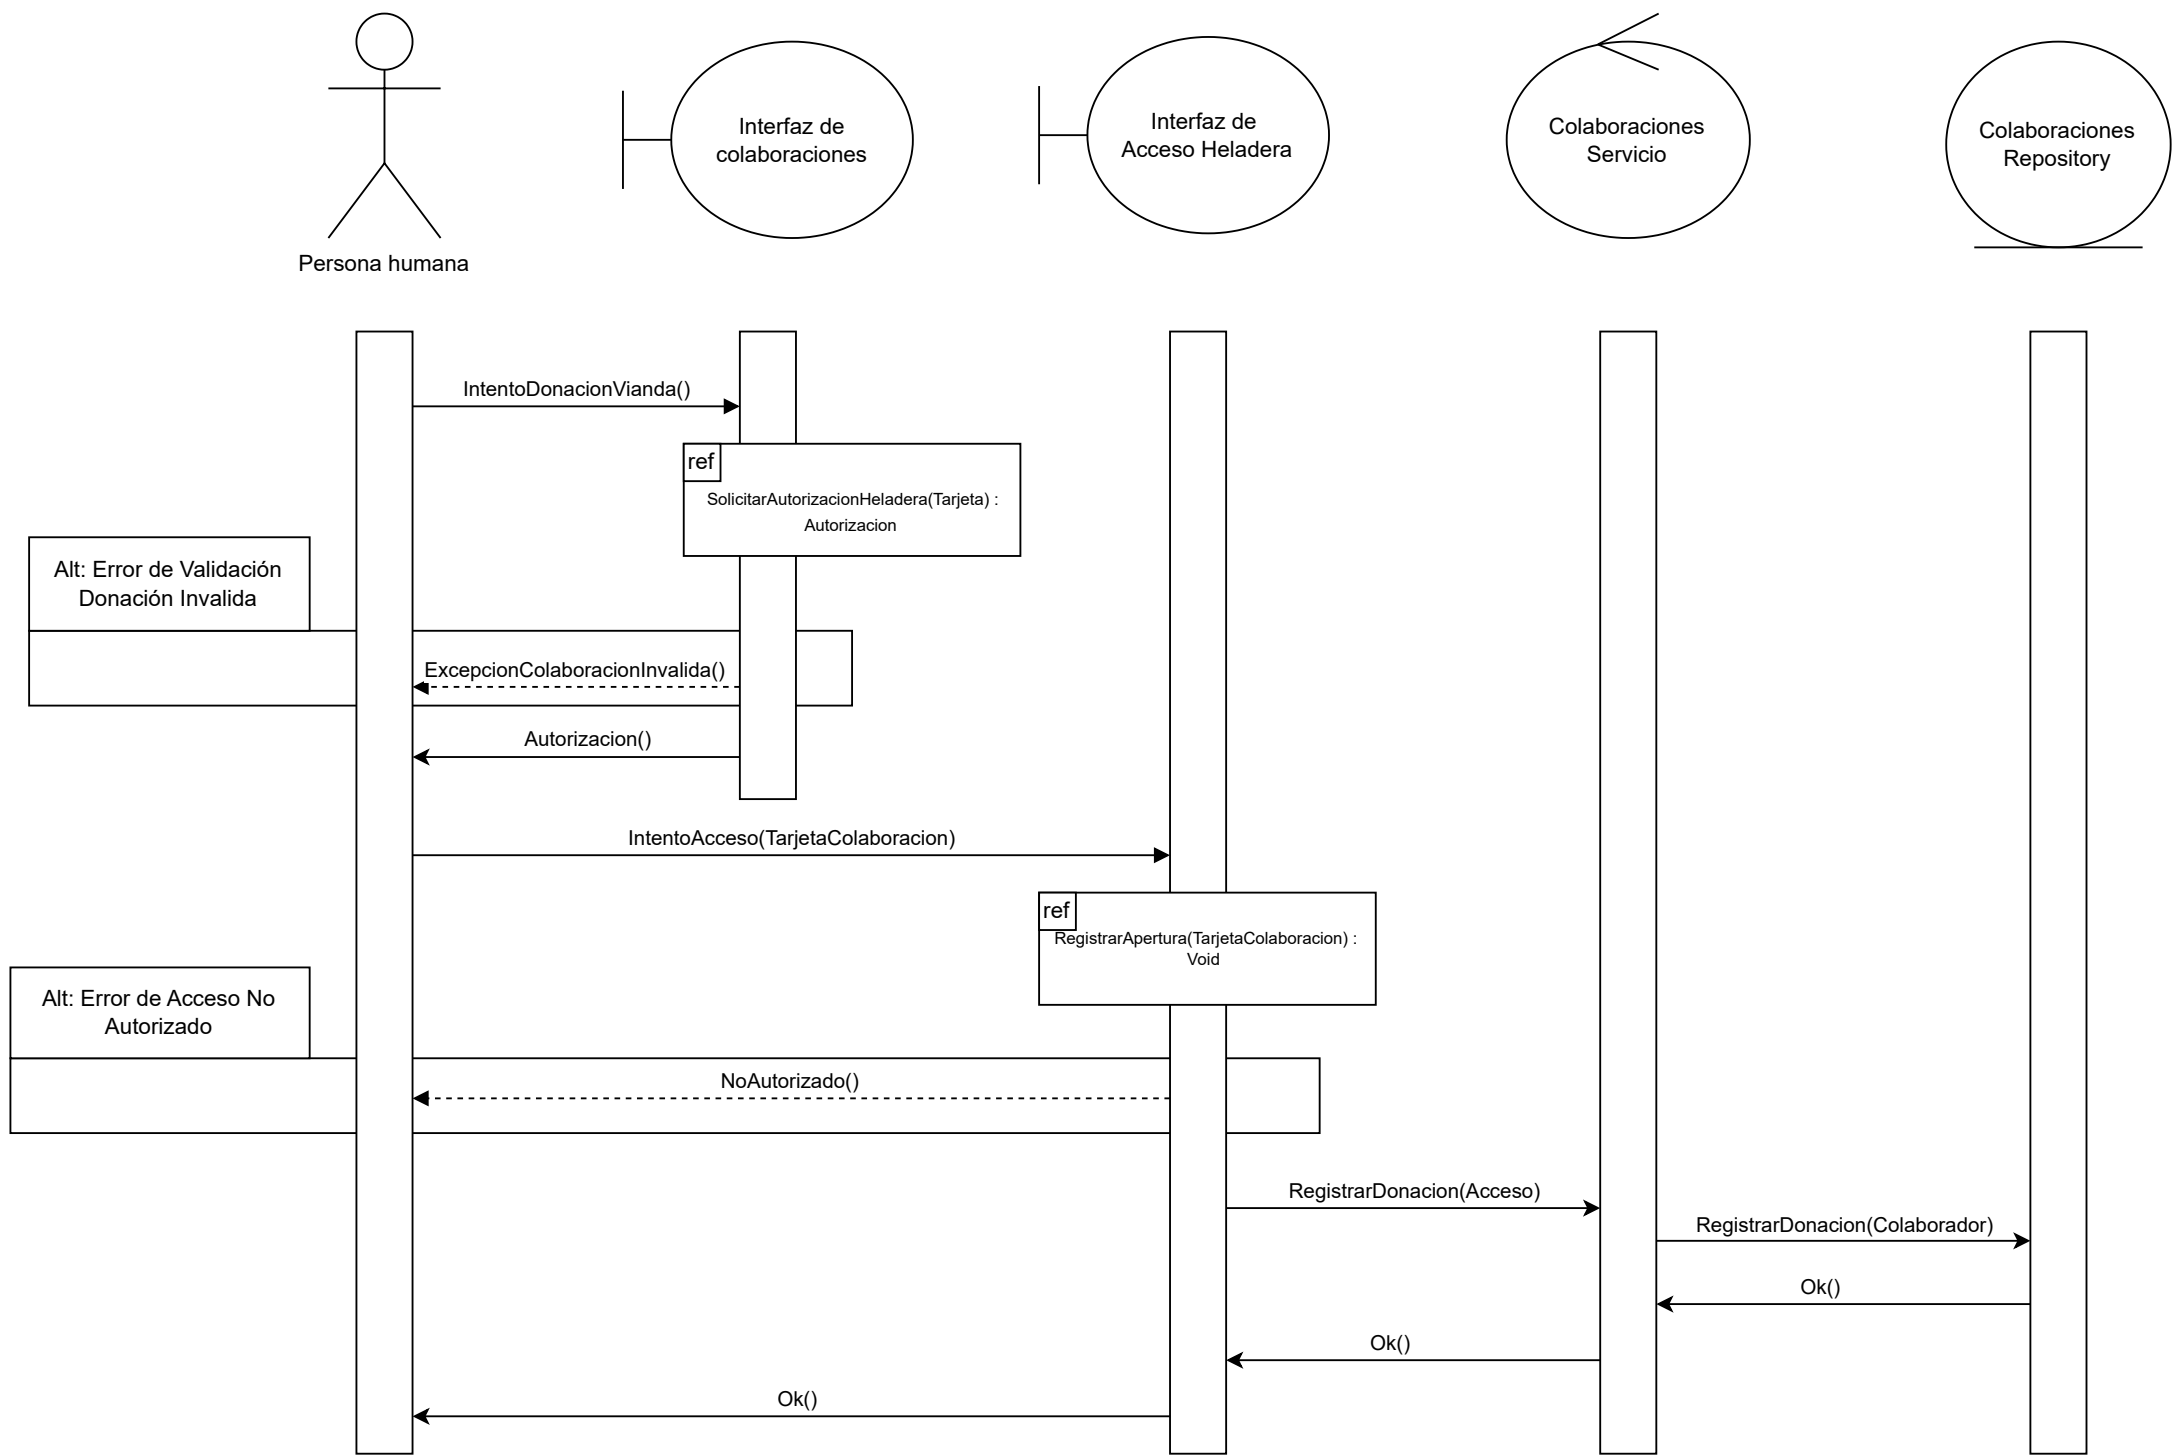 Interfaz de
colaboraciones
Interfaz de
Acceso Heladera
Colaboraciones
Servicio
Colaboraciones
Repository
Persona humana
IntentoDonacionVianda()
ref
SolicitarAutorizacionHeladera(Tarjeta) :
Autorizacion
Alt: Error de Validación
Donación Invalida
ExcepcionColaboracionInvalida()
Autorizacion()
IntentoAcceso(TarjetaColaboracion)
ref
RegistrarApertura(TarjetaColaboracion) :
Void
Alt: Error de Acceso No
Autorizado
NoAutorizado()
RegistrarDonacion(Acceso)
RegistrarDonacion(Colaborador)
Ok()
Ok()
Ok()